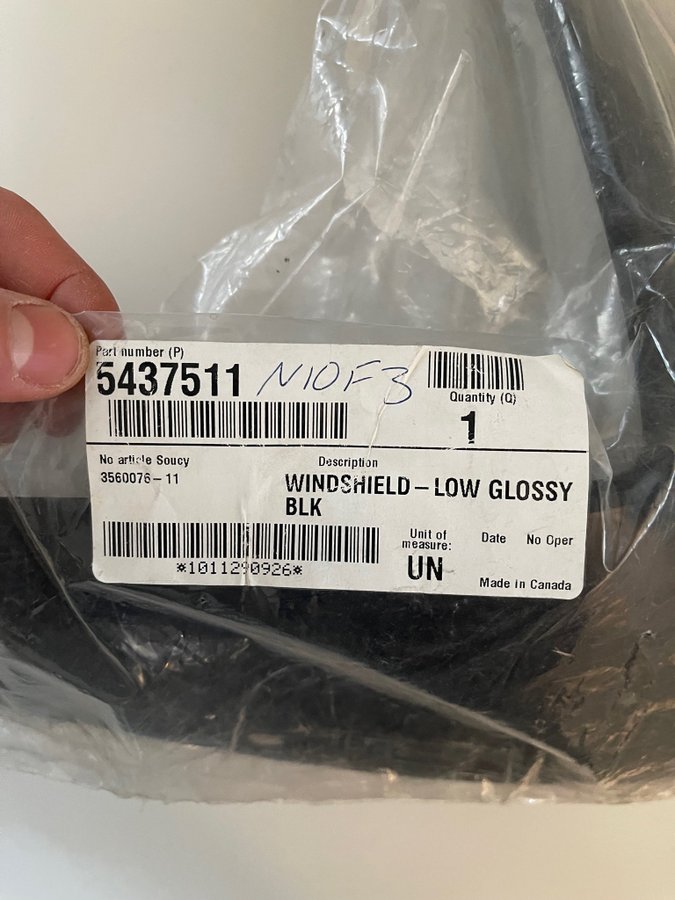 Part number (P)
5437511 N10F3
Quantity (Q)
1
No article Soucy
3560076-11
Description
WINDSHIELD-LOW GLOSSY
BLK
*1011290926*
Unit of
measure:
UN
Date No Oper
Made in Canada